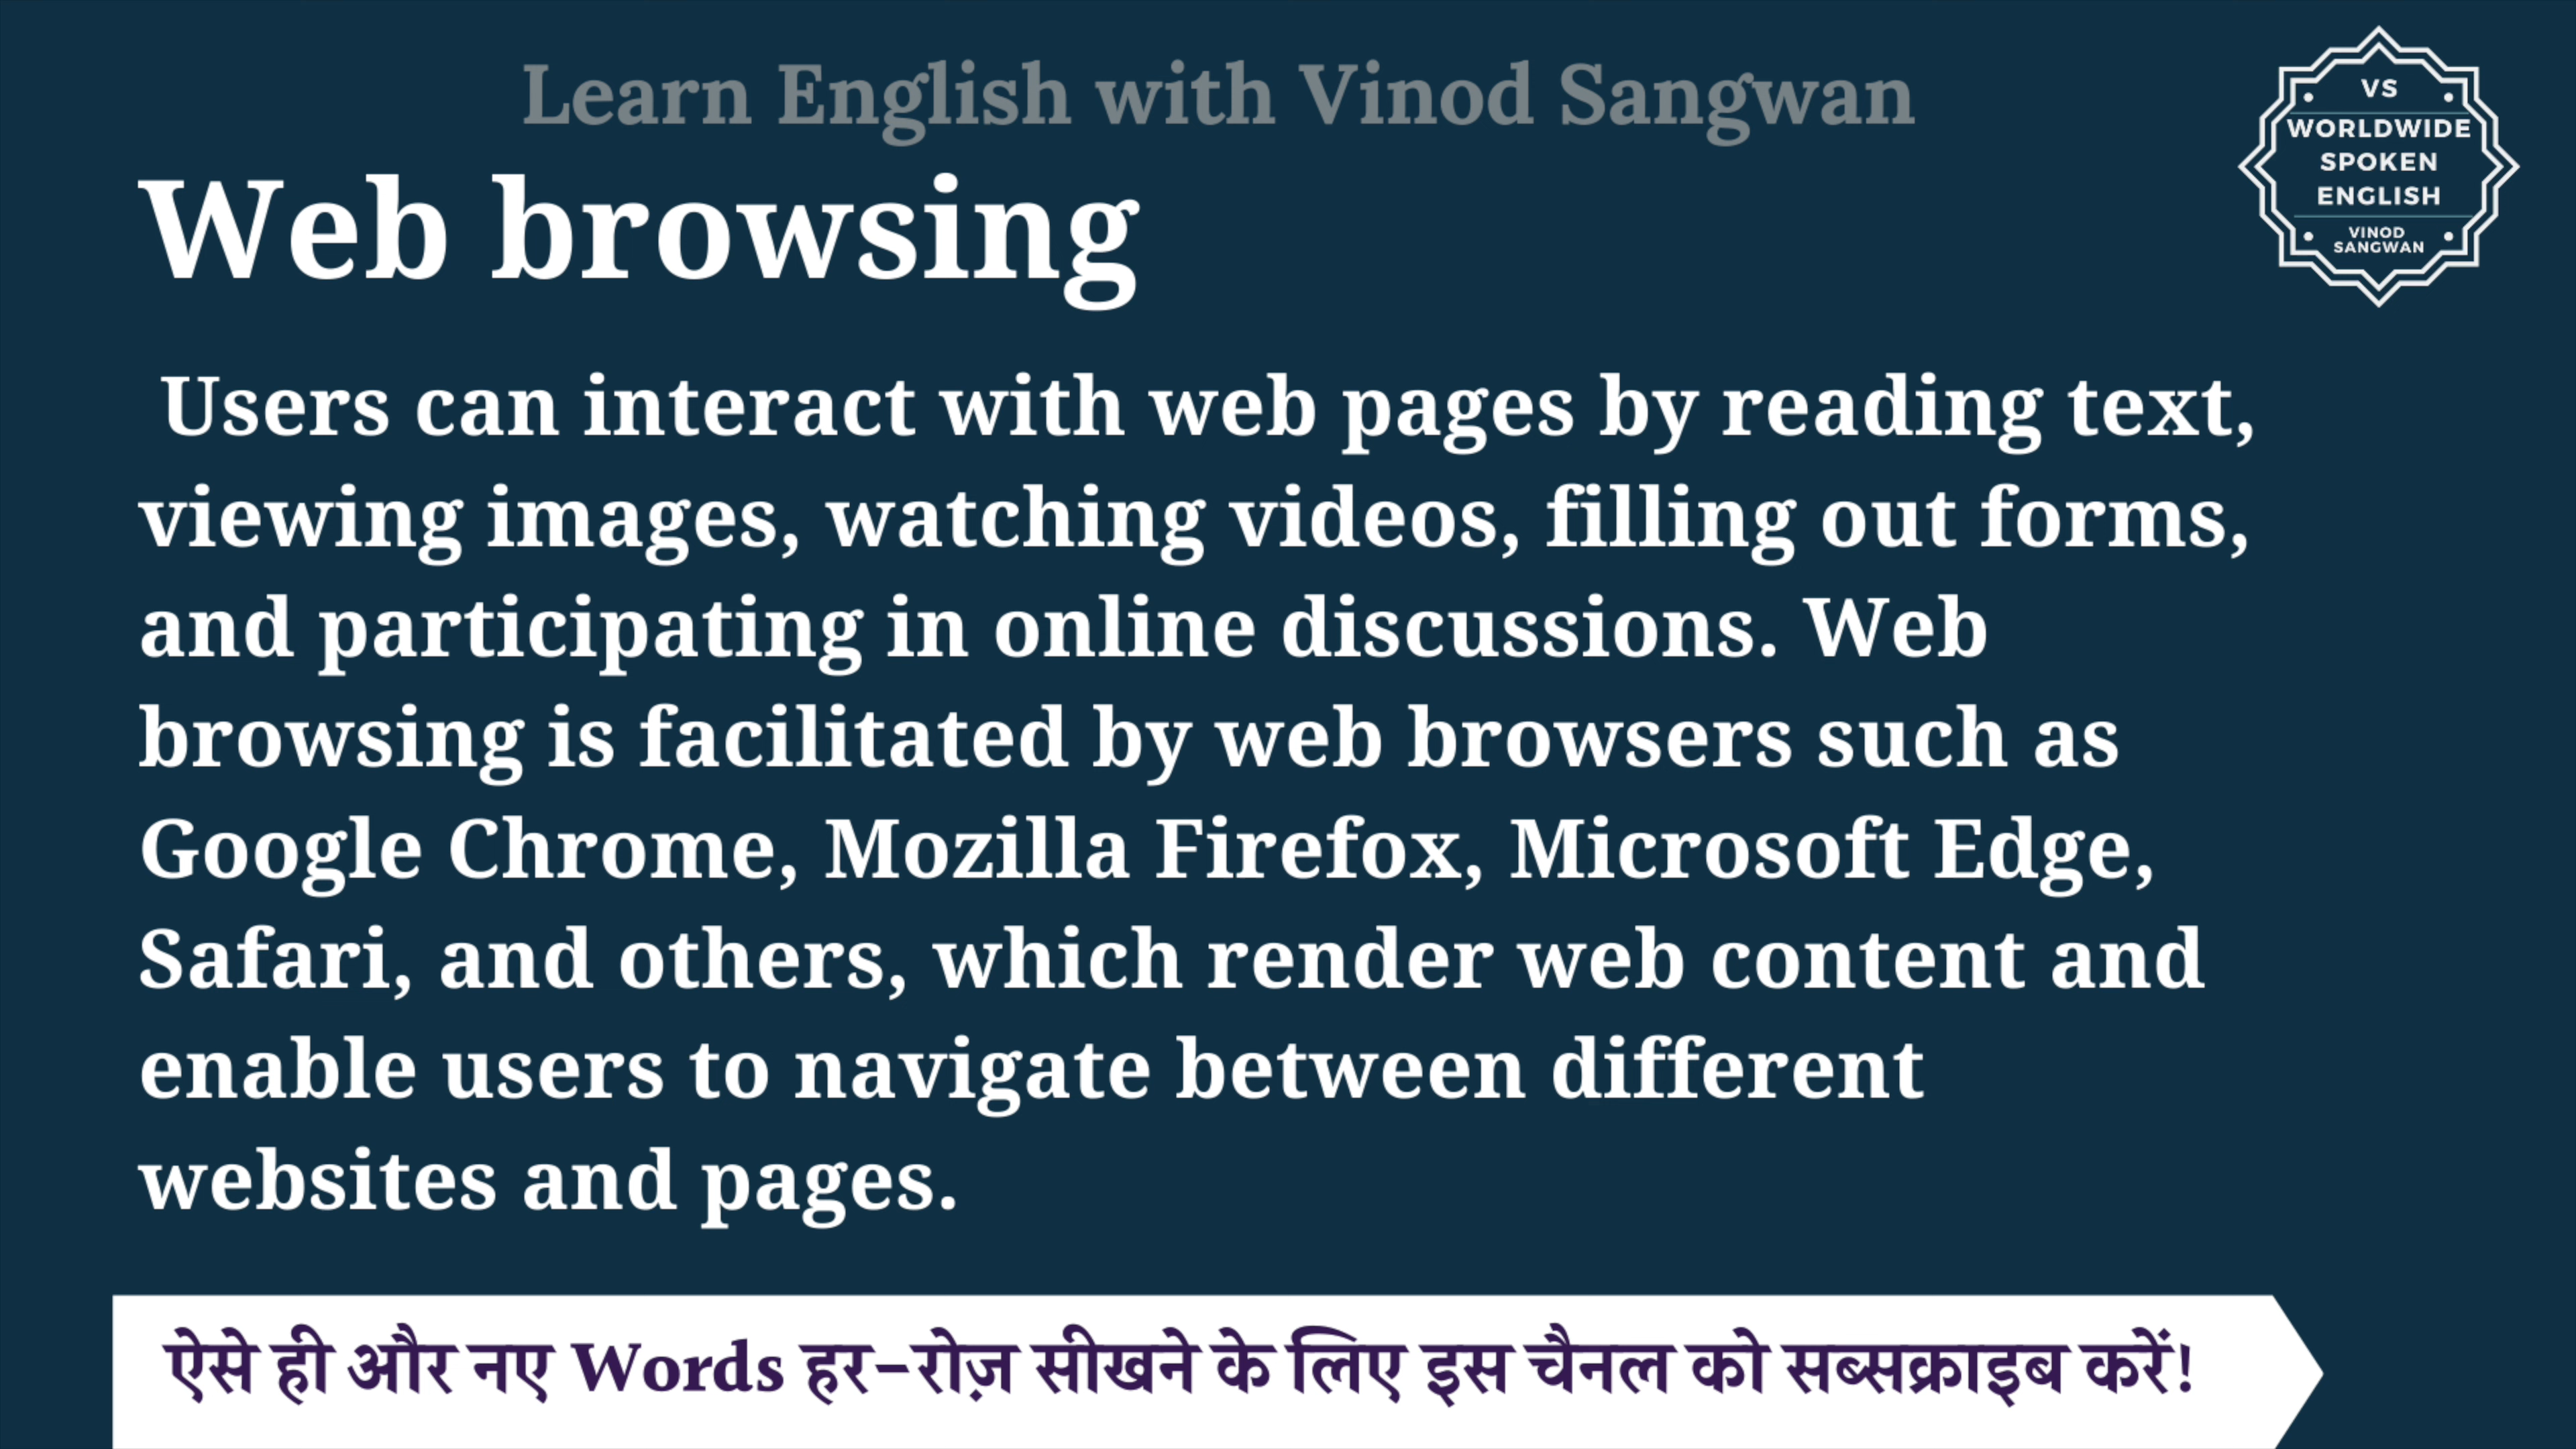 Learn English with Vinod Sangwan
VS
WORLDWIDE
SPOKEN
ENGLISH
VINOD
SANGWAN
Web browsing
Users can interact with web pages by reading text,
viewing images, watching videos, filling out forms,
and participating in online discussions. Web
browsing is facilitated by web browsers such as
Google Chrome, Mozilla Firefox, Microsoft Edge,
Safari, and others, which render web content and
enable users to navigate between different
websites and pages.
ऐसे ही और नए Words हर-रोज़ सीखने के लिए इस चैनल को सब्सक्राइब करें!